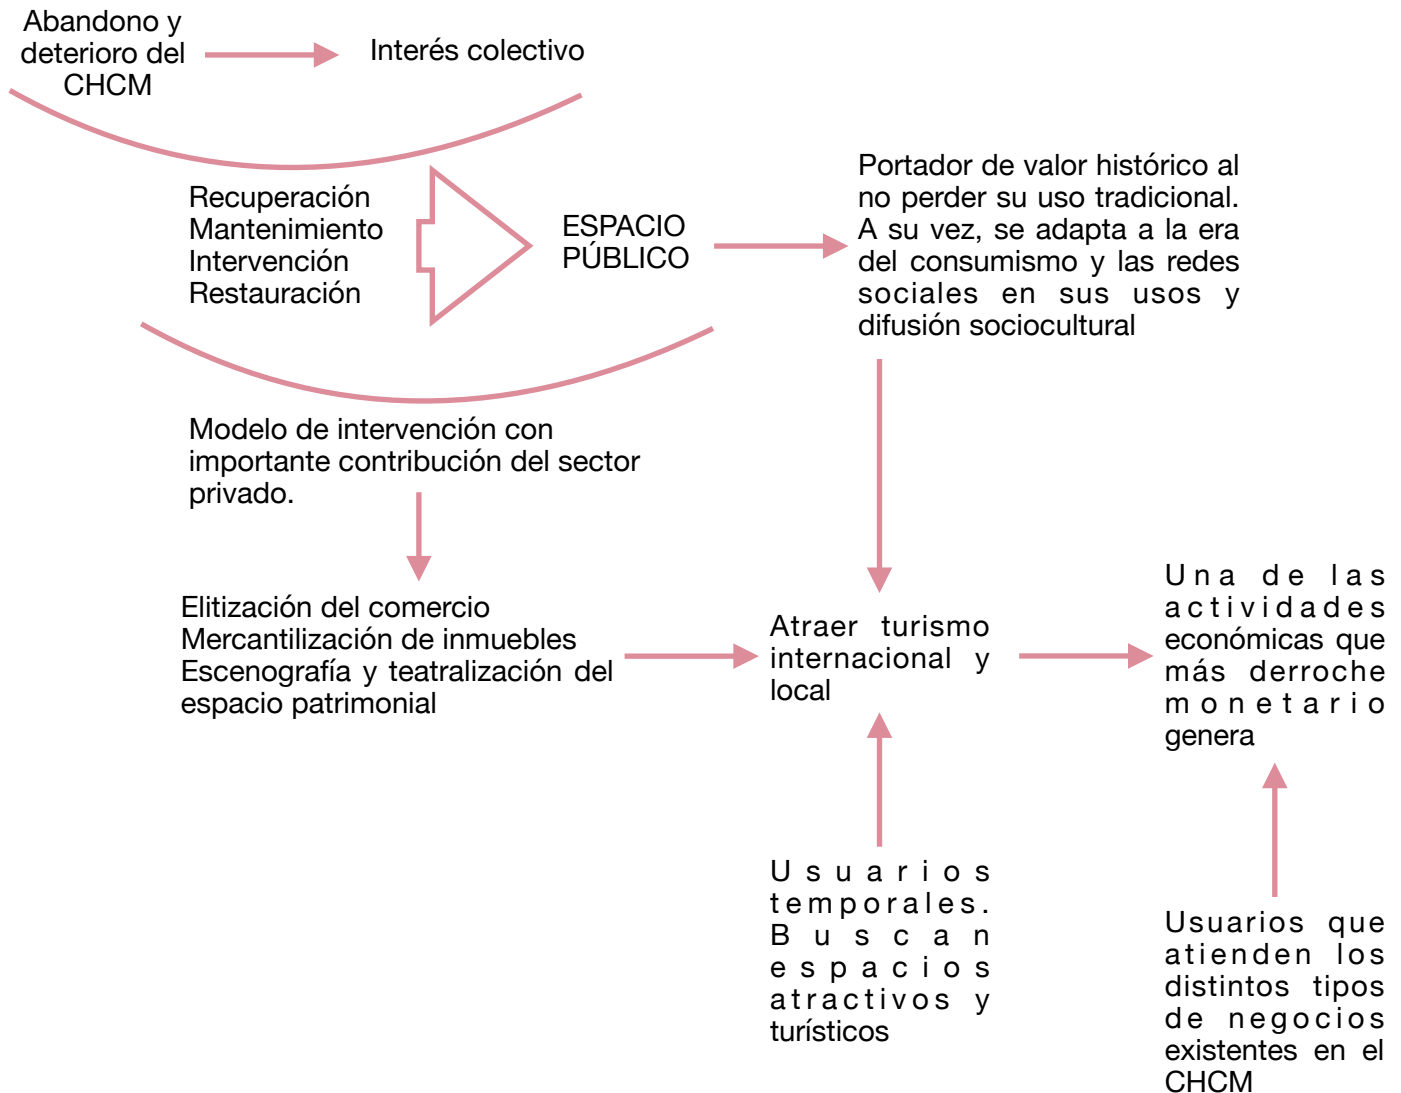 Abandono y
deterioro del
CHCM
Interés colectivo
Recuperación
Mantenimiento
Intervención
Restauración
ESPACIO
PÚBLICO
Portador de valor histórico al
no perder su uso tradicional.
A su vez, se adapta a la era
del consumismo y las redes
sociales en sus usos y
difusión sociocultural
Modelo de intervención con
importante contribución del sector
privado.
Elitización del comercio
Mercantilización de inmuebles
Escenografía y teatralización del
espacio patrimonial
Atraer turismo
internacional y
local
Una de las
actividades
económicas que
más derroche
monetario
genera
Usuarios
temporales.
Buscan
espacios
atractivos y
turísticos
Usuarios que
atienden los
distintos tipos
de negocios
existentes en el
CHCM